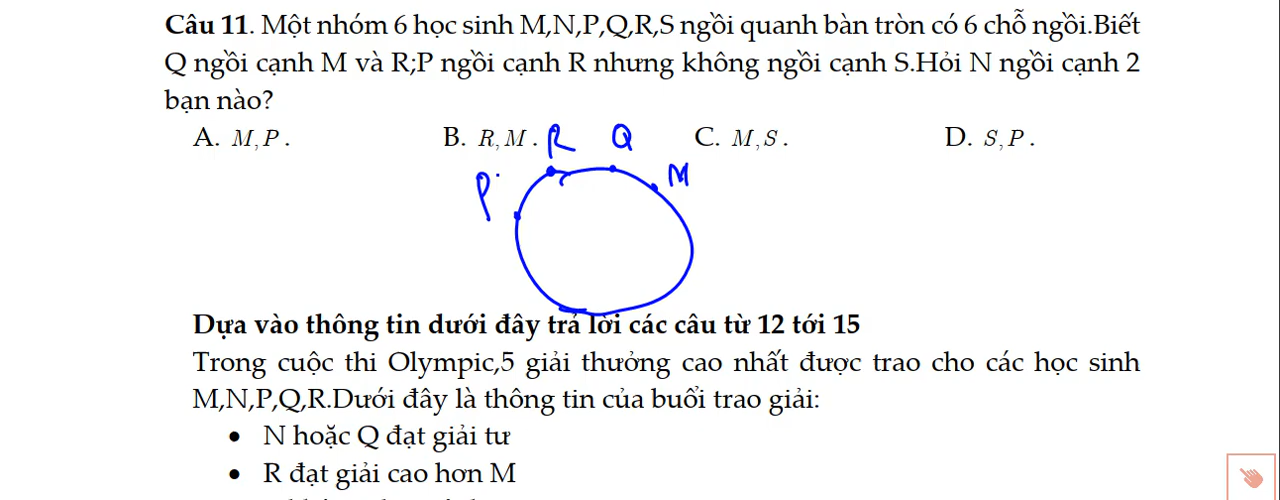 Câu 11. Một nhóm 6 học sinh M,N,P,Q,R,S ngồi quanh bàn tròn có 6 chỗ ngồi.Biết
Q ngồi cạnh M và R;P ngồi cạnh R nhưng không ngồi cạnh S.Hỏi N ngồi cạnh 2
bạn nào?
A. M,P. B. R,M. C. M,S. D. S,P.
R Q
P M
Dựa vào thông tin dưới đây trả lời các câu từ 12 tới 15
Trong cuộc thi Olympic,5 giải thưởng cao nhất được trao cho các học sinh
M,N,P,Q,R.Dưới đây là thông tin của buổi trao giải:
• N hoặc Q đạt giải tư
• R đạt giải cao hơn M